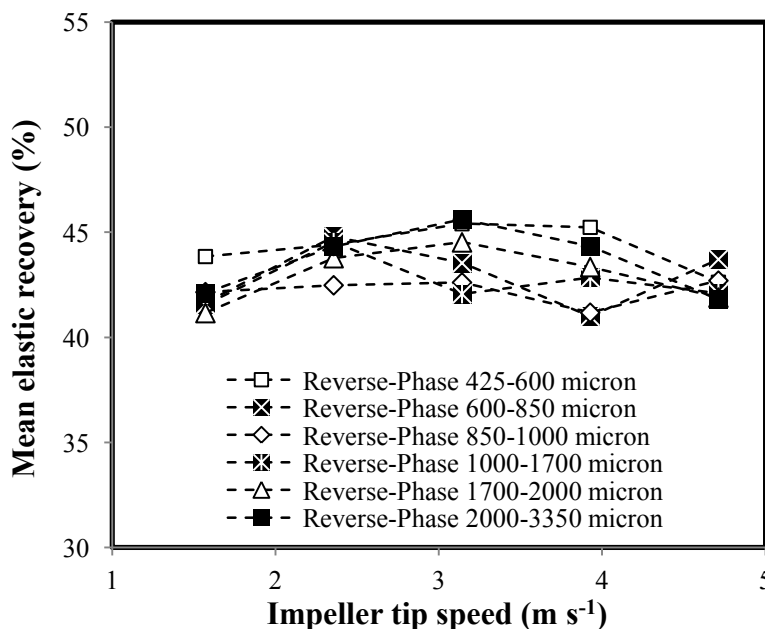 55
50
45
40
35
30
Mean elastic recovery (%)
Reverse-Phase 425-600 micron
Reverse-Phase 600-850 micron
Reverse-Phase 850-1000 micron
Reverse-Phase 1000-1700 micron
Reverse-Phase 1700-2000 micron
Reverse-Phase 2000-3350 micron
1 2 3 4 5
Impeller tip speed (m s⁻¹)